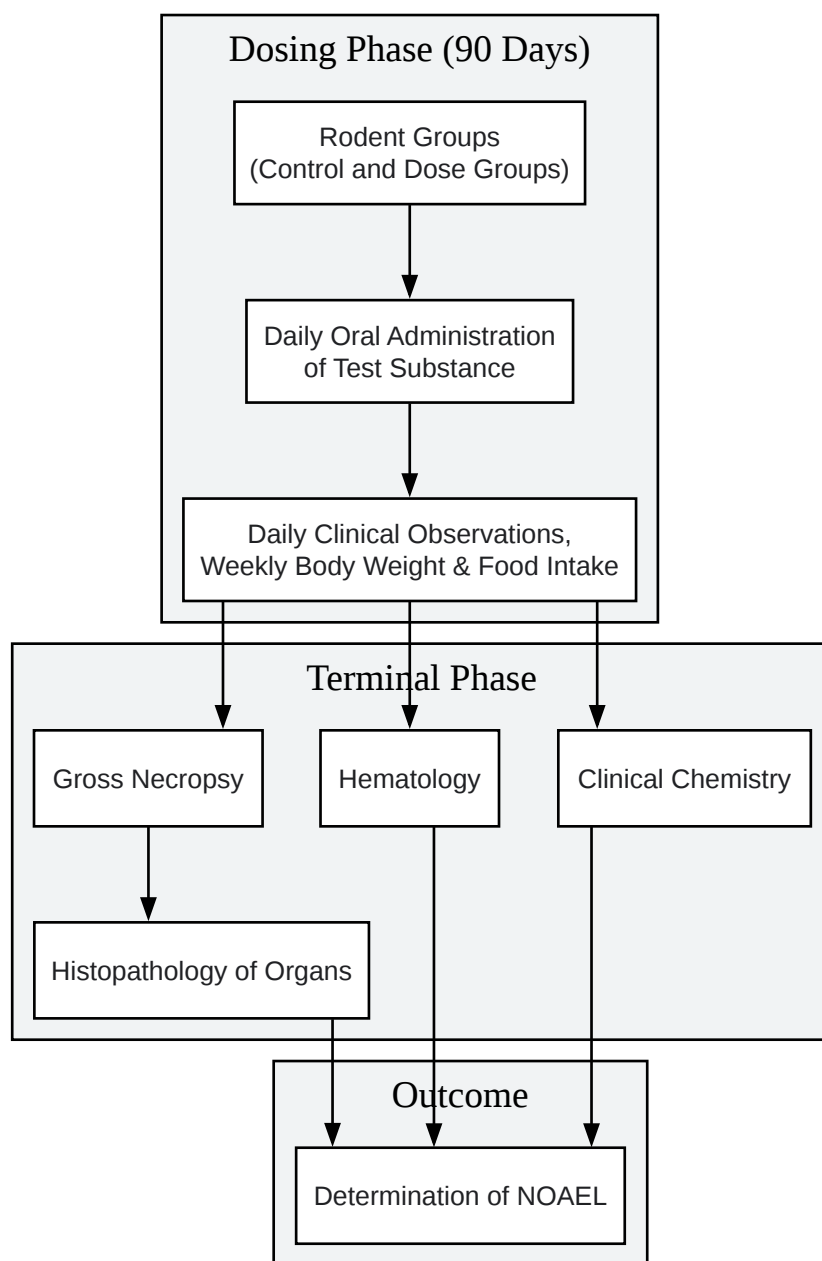 Dosing Phase (90 Days)
Rodent Groups
(Control and Dose Groups)
Daily Oral Administration
of Test Substance
Daily Clinical Observations,
Weekly Body Weight & Food Intake
Terminal Phase
Gross Necropsy
Hematology
Clinical Chemistry
Histopathology of Organs
Outcome
Determination of NOAEL